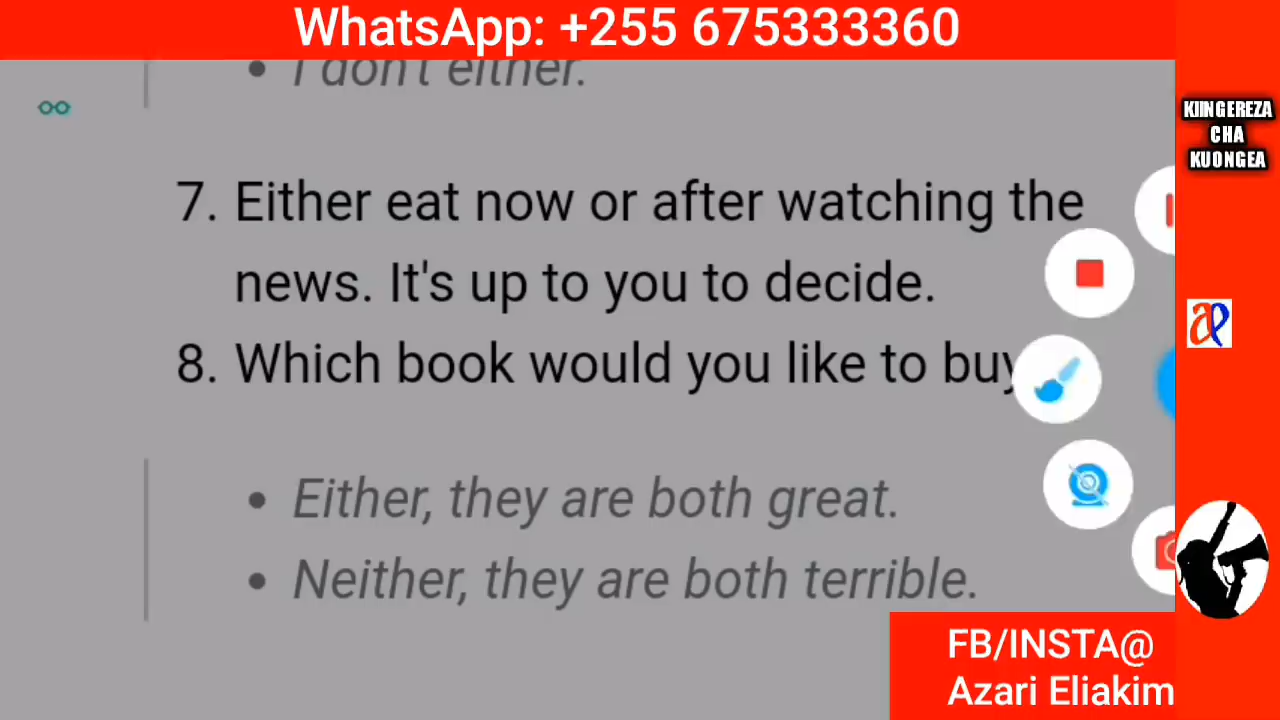 WhatsApp: +255 675333360
• I don't either.
KIINGEREZA
CHA
KUONGEA
7. Either eat now or after watching the
news. It's up to you to decide.
8. Which book would you like to buy
• Either, they are both great.
• Neither, they are both terrible.
FB/INSTA@
Azari Eliakim